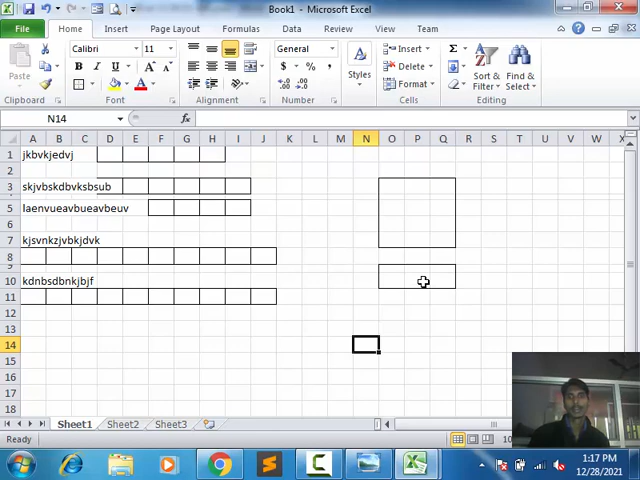 Book1 - Microsoft Excel
File Home Insert Page Layout Formulas Data Review View Team
Paste
Clipboard
Calibri 11
B I U A
Font
Alignment
General
$ % ,
Number
Styles
Insert
Delete
Format
Cells
Σ
Sort & Filter
Find & Select
Editing
N14 fx
A B C D E F G H I J K L M N O P Q R S T U V W X
1 jkbvkjedvj
2
3 skjvbskdbvksbsub
5 laenvueavbueavbeuv
6
7 kjsvnkzjvbkjdvk
8
9
10 kdnbsdbnkjbjf
11
12
13
14
15
16
17
18
Sheet1 Sheet2 Sheet3
Ready
10
1:17 PM
12/28/2021